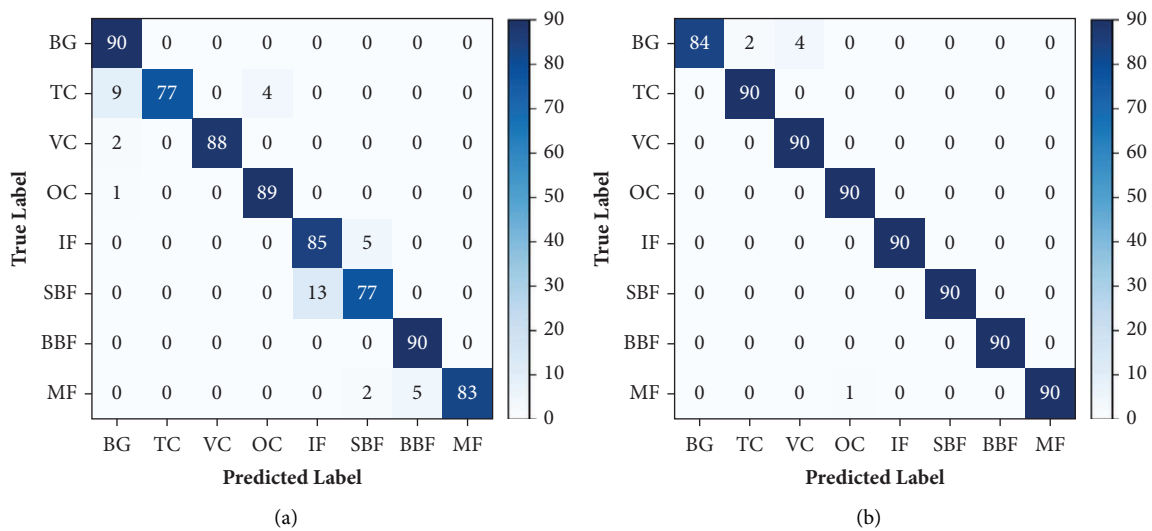 BG 90 0 0 0 0 0 0 0
TC 9 77 0 4 0 0 0 0
VC 2 0 88 0 0 0 0 0
OC 1 0 0 89 0 0 0 0
IF 0 0 0 0 85 5 0 0
SBF 0 0 0 0 13 77 0 0
BBF 0 0 0 0 0 0 90 0
MF 0 0 0 0 0 2 5 83
BG TC VC OC IF SBF BBF MF
True Label
Predicted Label
90
80
70
60
50
40
30
20
10
0
(a)
BG 84 2 4 0 0 0 0 0
TC 0 90 0 0 0 0 0 0
VC 0 0 90 0 0 0 0 0
OC 0 0 0 90 0 0 0 0
IF 0 0 0 0 90 0 0 0
SBF 0 0 0 0 0 90 0 0
BBF 0 0 0 0 0 0 90 0
MF 0 0 0 1 0 0 0 90
BG TC VC OC IF SBF BBF MF
True Label
Predicted Label
90
80
70
60
50
40
30
20
10
0
(b)